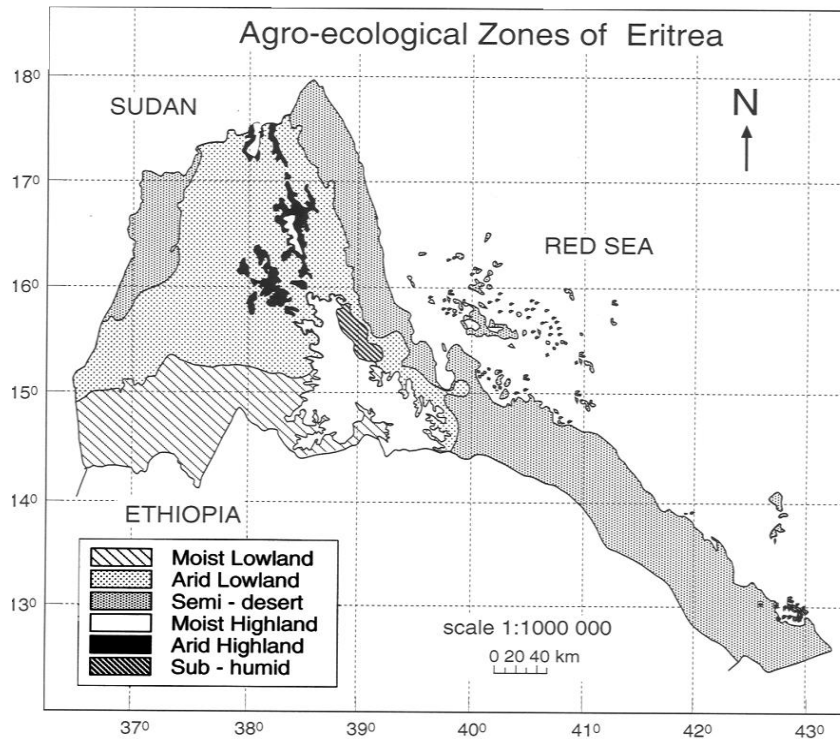 Agro-ecological Zones of Eritrea
18⁰
SUDAN
N
17⁰
RED SEA
16⁰
15⁰
14⁰
ETHIOPIA
Moist Lowland
Arid Lowland
Semi - desert
Moist Highland
Arid Highland
Sub - humid
13⁰
scale 1:1000 000
0 20 40 km
37⁰ 38⁰ 39⁰ 40⁰ 41⁰ 42⁰ 43⁰